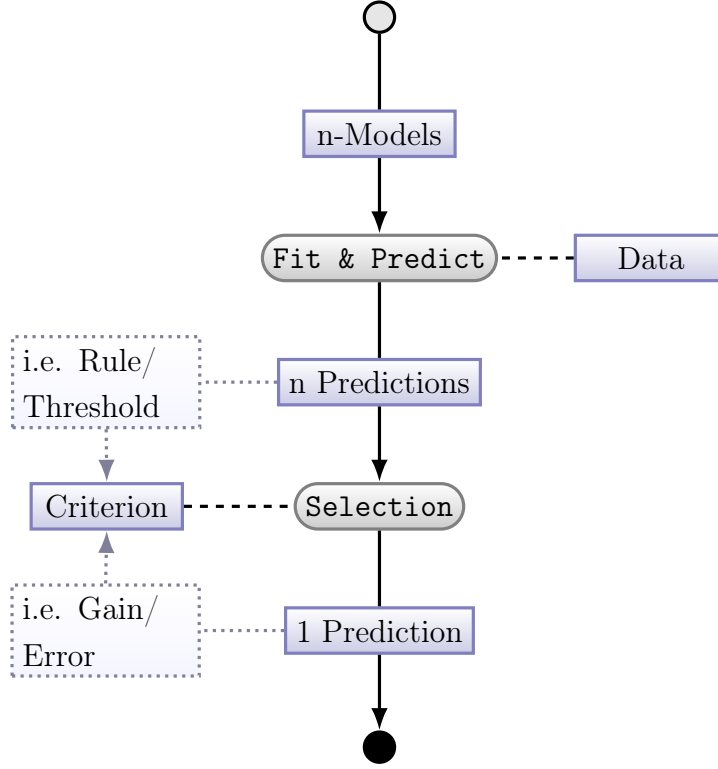 n-Models
Fit & Predict
Data
i.e. Rule/
Threshold
n Predictions
Criterion
Selection
i.e. Gain/
Error
1 Prediction